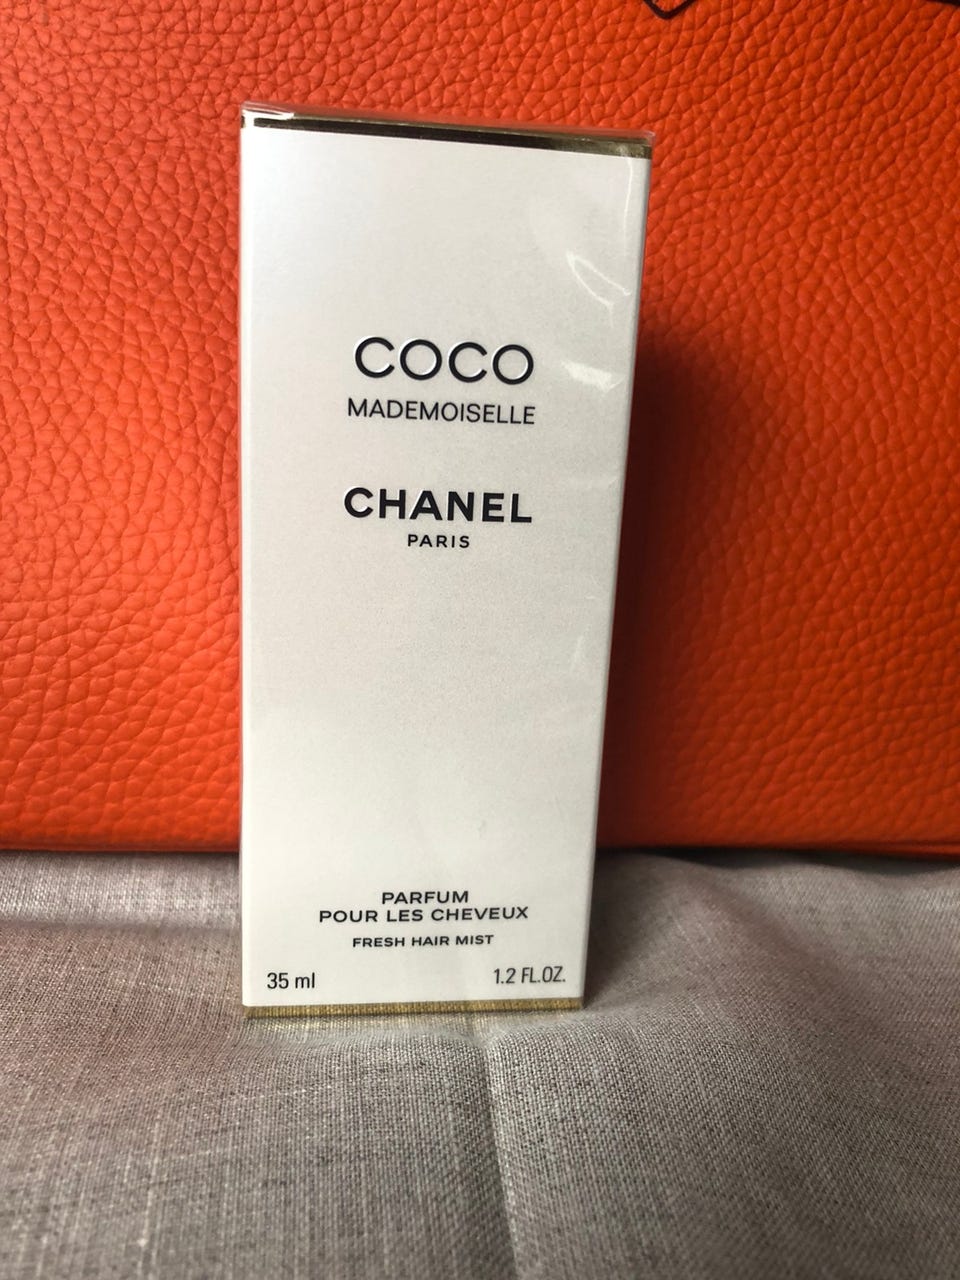 COCO
MADEMOISELLE
CHANEL
PARIS
PARFUM
POUR LES CHEVEUX
FRESH HAIR MIST
35 ml 1.2 FL.OZ.